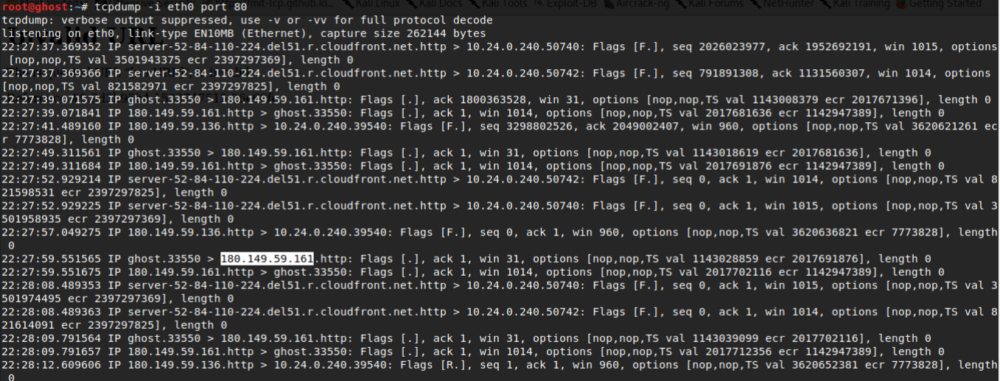 mit-tcp.github.io... Kali Linux Kali Docs Kali Tools Exploit-DB Aircrack-ng Kali Forums NetHunter Kali Training Getting Started
root@ghost:~# tcpdump -i eth0 port 80
tcpdump: verbose output suppressed, use -v or -vv for full protocol decode
listening on eth0, link-type EN10MB (Ethernet), capture size 262144 bytes
Invalid URL
22:27:37.369352 IP server-52-84-110-224.del51.r.cloudfront.net.http > 10.24.0.240.50740: Flags [F.], seq 2026023977, ack 1952692191, win 1015, options
[nop,nop,TS val 3501943375 ecr 2397297369], length 0
22:27:37.369366 IP server-52-84-110-224.del51.r.cloudfront.net.http > 10.24.0.240.50742: Flags [F.], seq 791891308, ack 1131560307, win 1014, options
[nop,nop,TS val 821582971 ecr 2397297825], length 0
22:27:39.071575 IP ghost.33550 > 180.149.59.161.http: Flags [.], ack 1800363528, win 31, options [nop,nop,TS val 1143008379 ecr 2017671396], length 0
22:27:39.071841 IP 180.149.59.161.http > ghost.33550: Flags [.], ack 1, win 1014, options [nop,nop,TS val 2017681636 ecr 1142947389], length 0
22:27:41.489160 IP 180.149.59.136.http > 10.24.0.240.39540: Flags [F.], seq 3298802526, ack 2049002407, win 960, options [nop,nop,TS val 3620621261 ec
r 7773828], length 0
22:27:49.311561 IP ghost.33550 > 180.149.59.161.http: Flags [.], ack 1, win 31, options [nop,nop,TS val 1143018619 ecr 2017681636], length 0
22:27:49.311684 IP 180.149.59.161.http > ghost.33550: Flags [.], ack 1, win 1014, options [nop,nop,TS val 2017691876 ecr 1142947389], length 0
22:27:52.929214 IP server-52-84-110-224.del51.r.cloudfront.net.http > 10.24.0.240.50742: Flags [F.], seq 0, ack 1, win 1014, options [nop,nop,TS val 8
21598531 ecr 2397297825], length 0
22:27:52.929225 IP server-52-84-110-224.del51.r.cloudfront.net.http > 10.24.0.240.50740: Flags [F.], seq 0, ack 1, win 1015, options [nop,nop,TS val 3
501958935 ecr 2397297369], length 0
22:27:57.049275 IP 180.149.59.136.http > 10.24.0.240.39540: Flags [F.], seq 0, ack 1, win 960, options [nop,nop,TS val 3620636821 ecr 7773828], length
0
22:27:59.551565 IP ghost.33550 > 180.149.59.161.http: Flags [.], ack 1, win 31, options [nop,nop,TS val 1143028859 ecr 2017691876], length 0
22:27:59.551675 IP 180.149.59.161.http > ghost.33550: Flags [.], ack 1, win 1014, options [nop,nop,TS val 2017702116 ecr 1142947389], length 0
22:28:08.489353 IP server-52-84-110-224.del51.r.cloudfront.net.http > 10.24.0.240.50740: Flags [F.], seq 0, ack 1, win 1015, options [nop,nop,TS val 3
501974495 ecr 2397297369], length 0
22:28:08.489363 IP server-52-84-110-224.del51.r.cloudfront.net.http > 10.24.0.240.50742: Flags [F.], seq 0, ack 1, win 1014, options [nop,nop,TS val 8
21614091 ecr 2397297825], length 0
22:28:09.791564 IP ghost.33550 > 180.149.59.161.http: Flags [.], ack 1, win 31, options [nop,nop,TS val 1143039099 ecr 2017702116], length 0
22:28:09.791657 IP 180.149.59.161.http > ghost.33550: Flags [.], ack 1, win 1014, options [nop,nop,TS val 2017712356 ecr 1142947389], length 0
22:28:12.609606 IP 180.149.59.136.http > 10.24.0.240.39540: Flags [R.], seq 1, ack 1, win 960, options [nop,nop,TS val 3620652381 ecr 7773828], length
0